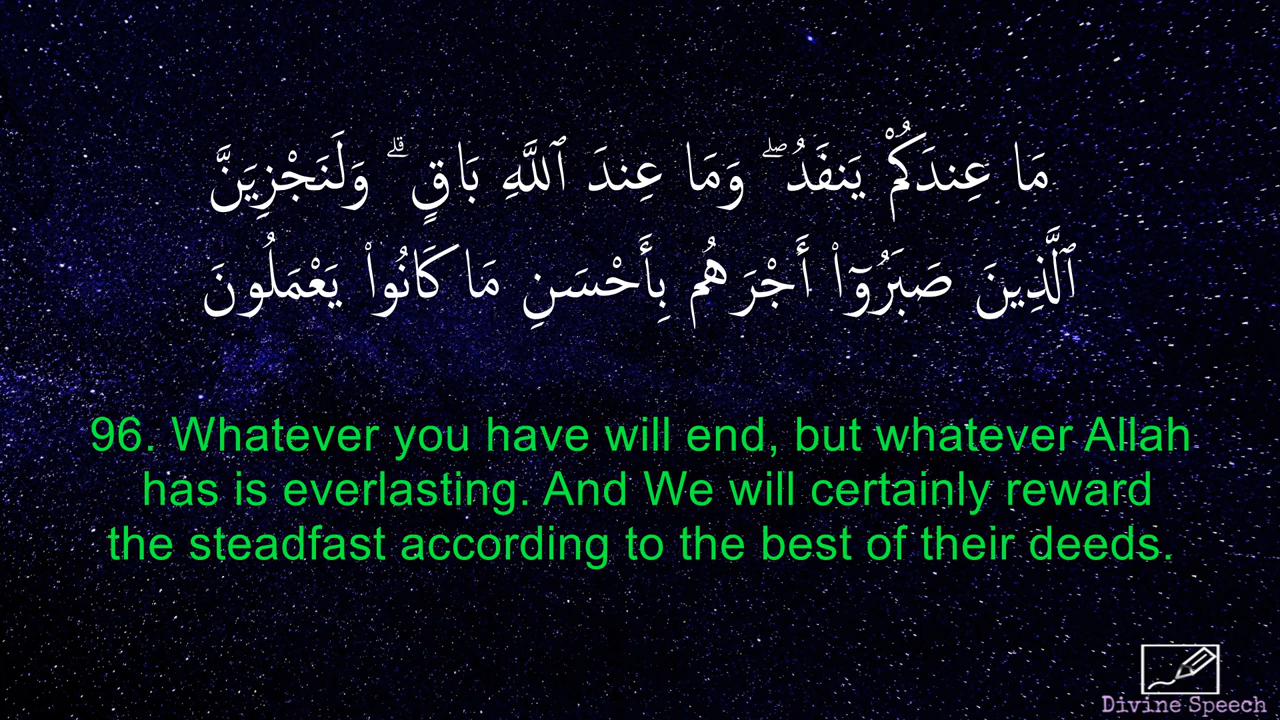 مَا عِندَكُمْ يَنفَدُ ۖ وَمَا عِندَ ٱللَّهِ بَاقٍ ۗ وَلَنَجْزِيَنَّ
ٱلَّذِينَ صَبَرُوٓا۟ أَجْرَهُم بِأَحْسَنِ مَا كَانُوا۟ يَعْمَلُونَ
96. Whatever you have will end, but whatever Allah
has is everlasting. And We will certainly reward
the steadfast according to the best of their deeds.
Divine Speech